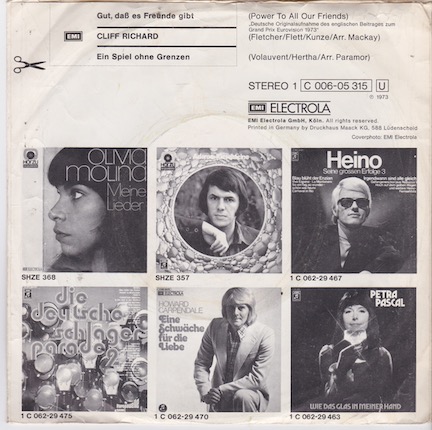 Gut, daß es Freunde gibt
(Power To All Our Friends)
„Deutsche Originalaufnahme des englischen Beitrages zum
Grand Prix Eurovision 1973"
EMI CLIFF RICHARD
(Fletcher/Flett/Kunze/Arr. Mackay)
Ein Spiel ohne Grenzen
(Volauvent/Hertha/Arr. Paramor)
STEREO 1 C 006-05 315 U
℗ 1973
EMI ELECTROLA
EMI Electrola GmbH, Köln. All rights reserved.
Printed in Germany by Druckhaus Maack KG, 588 Lüdenscheid
Coverphoto: EMI Electrola
OLIVIA
MOLINA
Meine
Lieder
SHZE 368
SHZE 357
Heino
Seine grossen Erfolge 3
1 C 062-29 467
die
deutsche
schlager
parade 2
1 C 062-29 475
HOWARD
CARPENDALE
Eine
Schwäche
für die
Liebe
1 C 062-29 470
PETRA
PASCAL
WIE DAS GLAS IN MEINER HAND
1 C 062-29 463